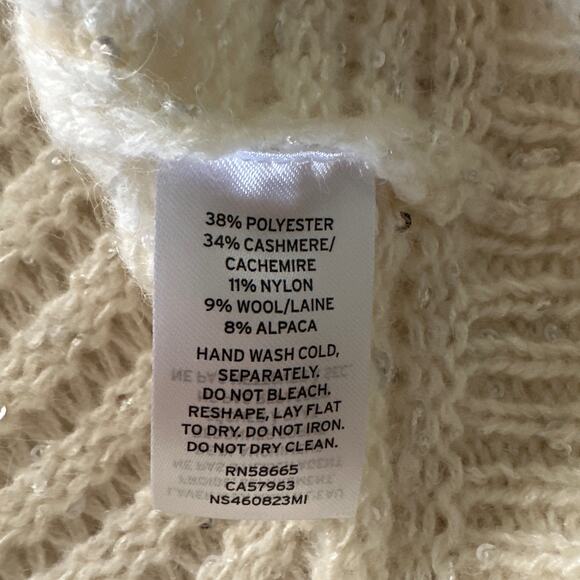 38% POLYESTER
34% CASHMERE/
CACHEMIRE
11% NYLON
9% WOOL/LAINE
8% ALPACA
HAND WASH COLD,
SEPARATELY.
DO NOT BLEACH.
RESHAPE, LAY FLAT
TO DRY. DO NOT IRON.
DO NOT DRY CLEAN.
RN58665
CA57963
NS460823MI